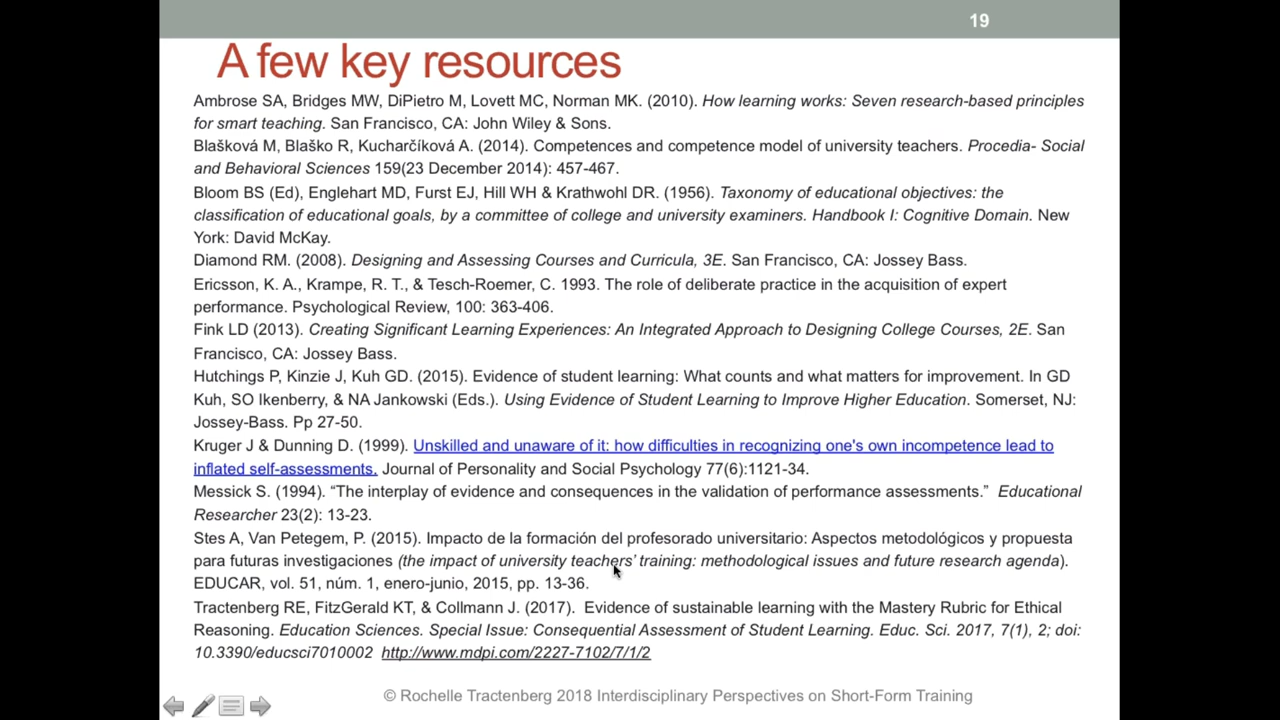 19
A few key resources
Ambrose SA, Bridges MW, DiPietro M, Lovett MC, Norman MK. (2010). How learning works: Seven research-based principles
for smart teaching. San Francisco, CA: John Wiley & Sons.
Blašková M, Blaško R, Kucharčíková A. (2014). Competences and competence model of university teachers. Procedia- Social
and Behavioral Sciences 159(23 December 2014): 457-467.
Bloom BS (Ed), Englehart MD, Furst EJ, Hill WH & Krathwohl DR. (1956). Taxonomy of educational objectives: the
classification of educational goals, by a committee of college and university examiners. Handbook I: Cognitive Domain. New
York: David McKay.
Diamond RM. (2008). Designing and Assessing Courses and Curricula, 3E. San Francisco, CA: Jossey Bass.
Ericsson, K. A., Krampe, R. T., & Tesch-Roemer, C. 1993. The role of deliberate practice in the acquisition of expert
performance. Psychological Review, 100: 363-406.
Fink LD (2013). Creating Significant Learning Experiences: An Integrated Approach to Designing College Courses, 2E. San
Francisco, CA: Jossey Bass.
Hutchings P, Kinzie J, Kuh GD. (2015). Evidence of student learning: What counts and what matters for improvement. In GD
Kuh, SO Ikenberry, & NA Jankowski (Eds.). Using Evidence of Student Learning to Improve Higher Education. Somerset, NJ:
Jossey-Bass. Pp 27-50.
Kruger J & Dunning D. (1999). Unskilled and unaware of it: how difficulties in recognizing one's own incompetence lead to
inflated self-assessments. Journal of Personality and Social Psychology 77(6):1121-34.
Messick S. (1994). “The interplay of evidence and consequences in the validation of performance assessments.” Educational
Researcher 23(2): 13-23.
Stes A, Van Petegem, P. (2015). Impacto de la formación del profesorado universitario: Aspectos metodológicos y propuesta
para futuras investigaciones (the impact of university teachers’ training: methodological issues and future research agenda).
EDUCAR, vol. 51, núm. 1, enero-junio, 2015, pp. 13-36.
Tractenberg RE, FitzGerald KT, & Collmann J. (2017). Evidence of sustainable learning with the Mastery Rubric for Ethical
Reasoning. Education Sciences. Special Issue: Consequential Assessment of Student Learning. Educ. Sci. 2017, 7(1), 2; doi:
10.3390/educsci7010002 http://www.mdpi.com/2227-7102/7/1/2
© Rochelle Tractenberg 2018 Interdisciplinary Perspectives on Short-Form Training